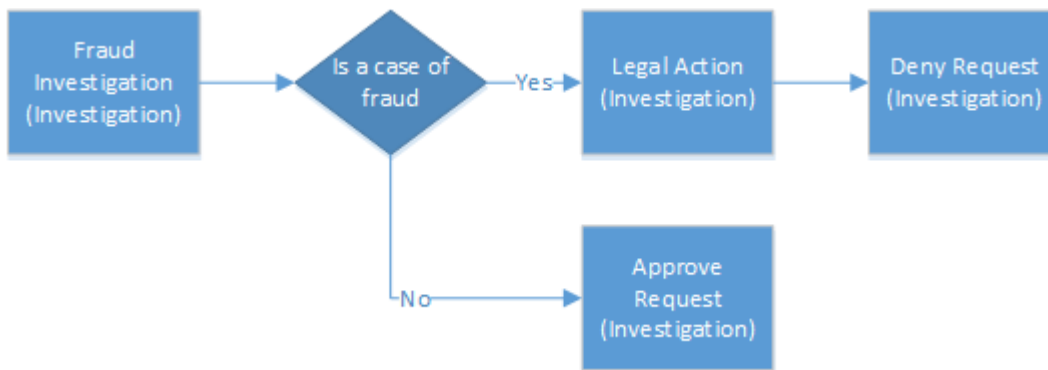 Fraud
Investigation
(Investigation)
Is a case of
fraud
Yes
Legal Action
(Investigation)
Deny Request
(Investigation)
No
Approve
Request
(Investigation)